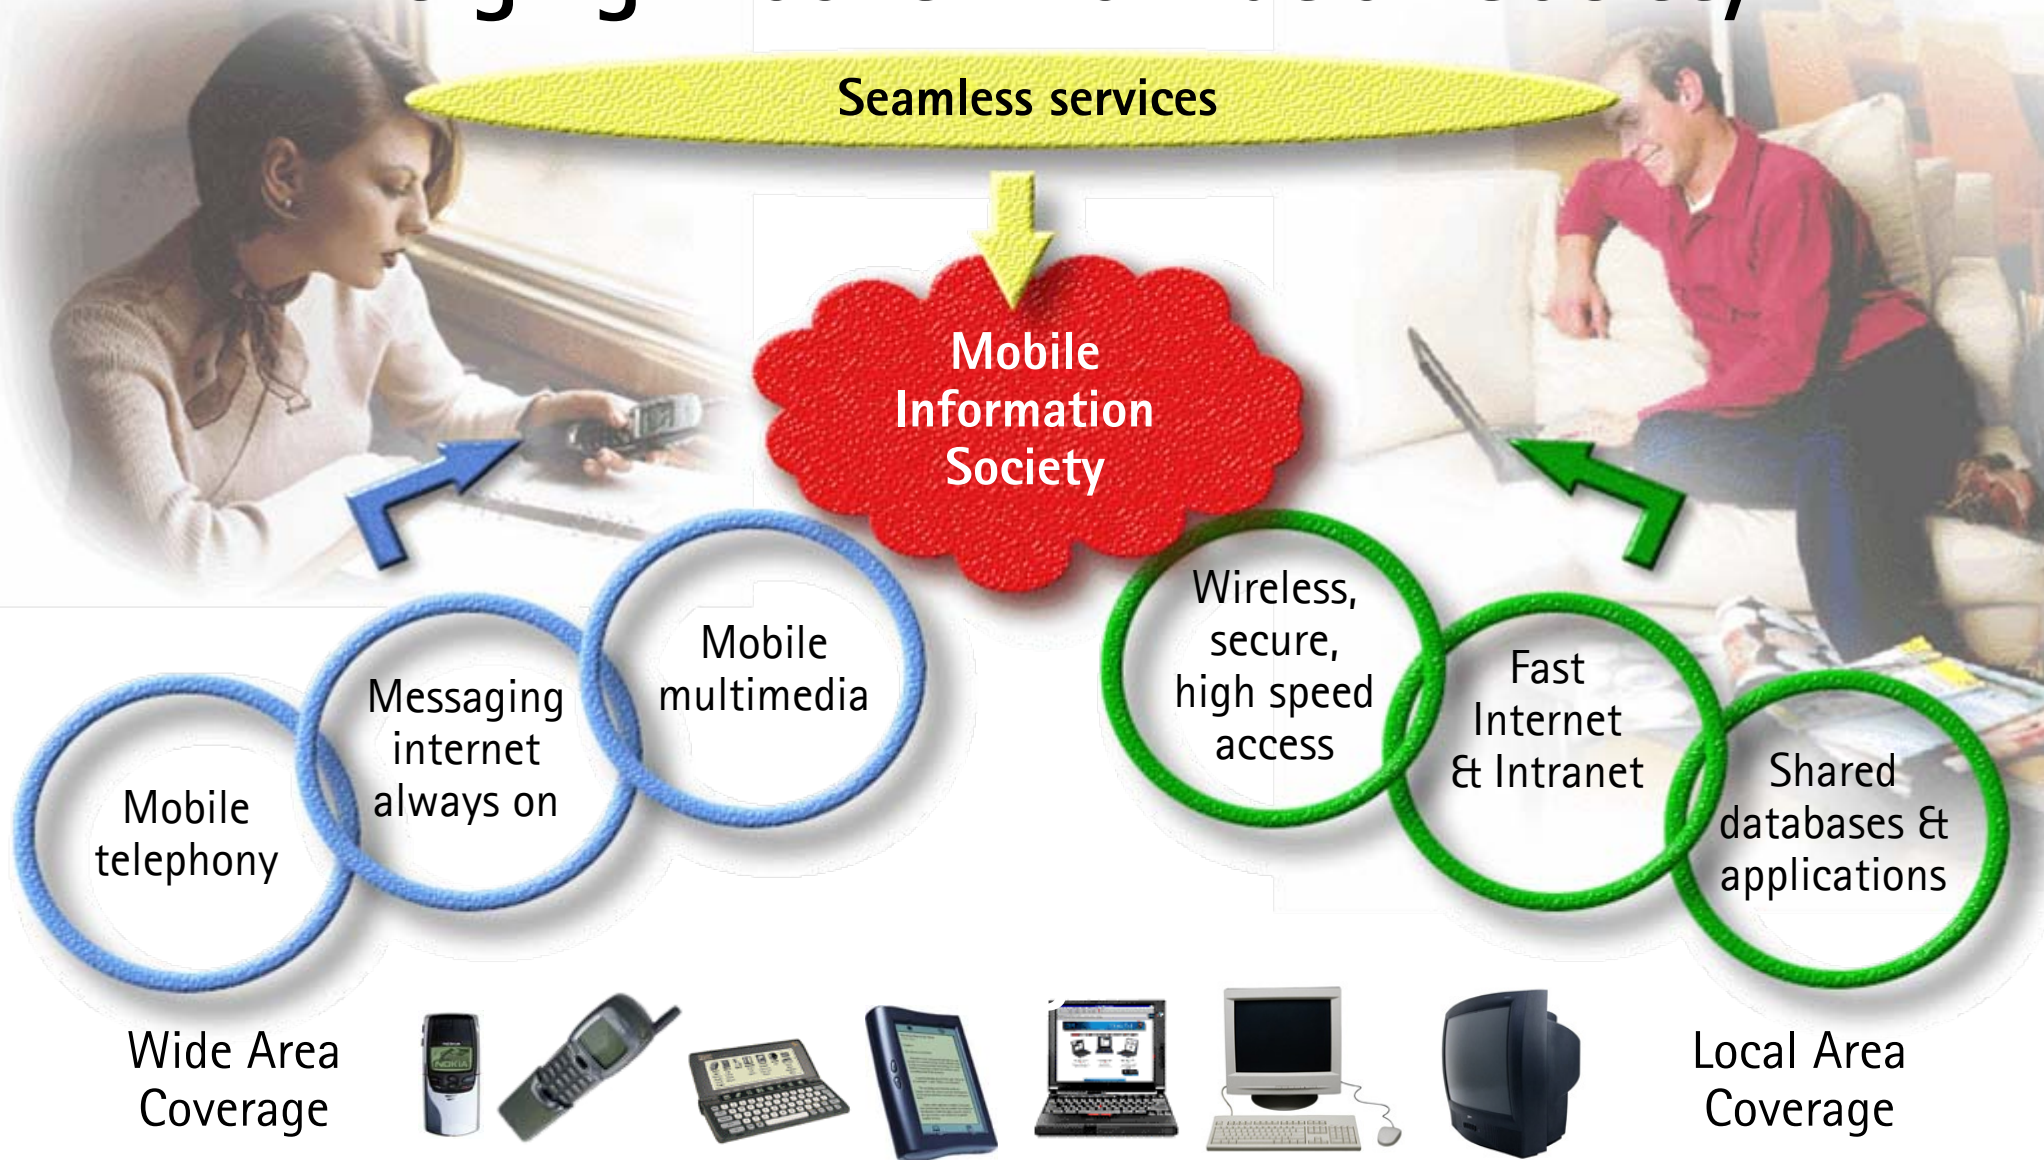 Seamless services
Mobile
Information
Society
Mobile
telephony
Messaging
internet
always on
Mobile
multimedia
Wireless,
secure,
high speed
access
Fast
Internet
& Intranet
Shared
databases &
applications
Wide Area
Coverage
NOKIA
Local Area
Coverage